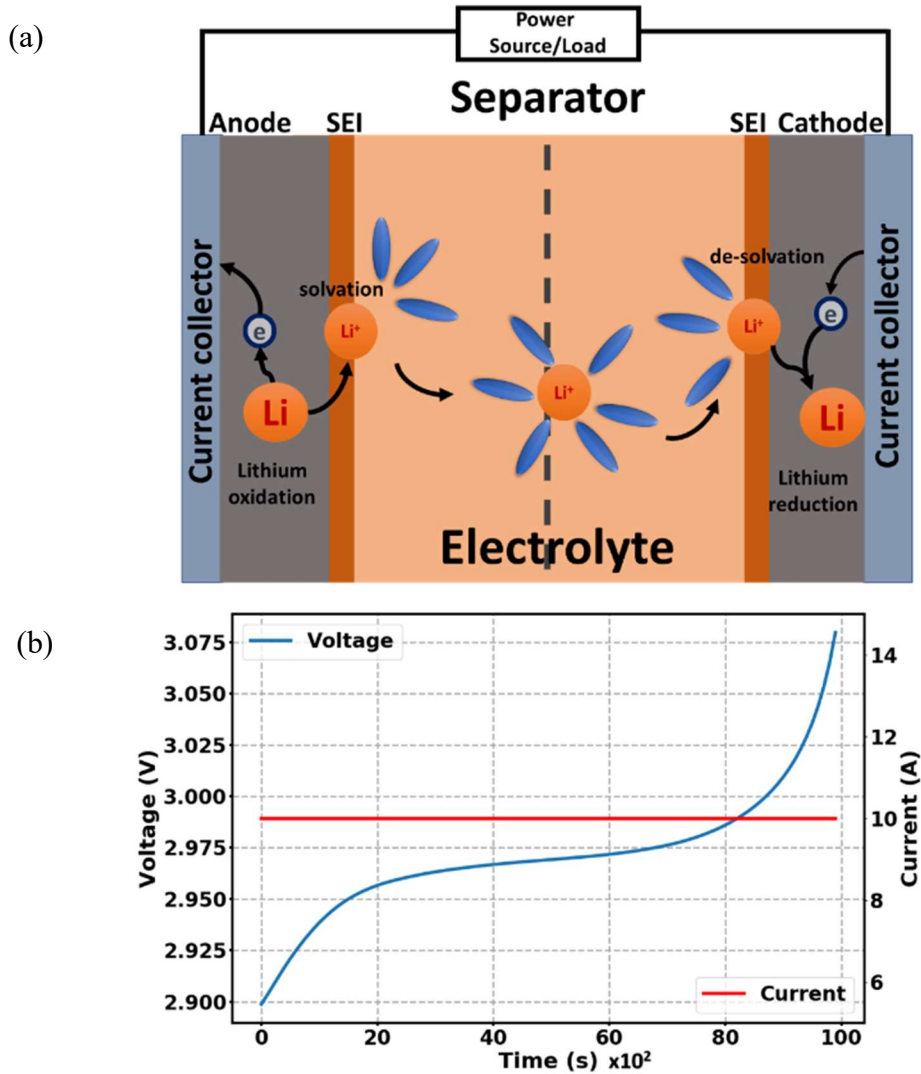 (a)
Power
Source/Load
Separator
Anode SEI
SEI Cathode
Current collector
solvation
de-solvation
e
Li⁺
Li⁺
Li⁺
e
Li
Li
Lithium
oxidation
Lithium
reduction
Electrolyte
Current collector
(b)
Voltage
3.075
3.050
3.025
3.000
2.975
2.950
2.925
2.900
Voltage (V)
14
12
10
8
6
Current (A)
Current
0 20 40 60 80 100
Time (s) x10²